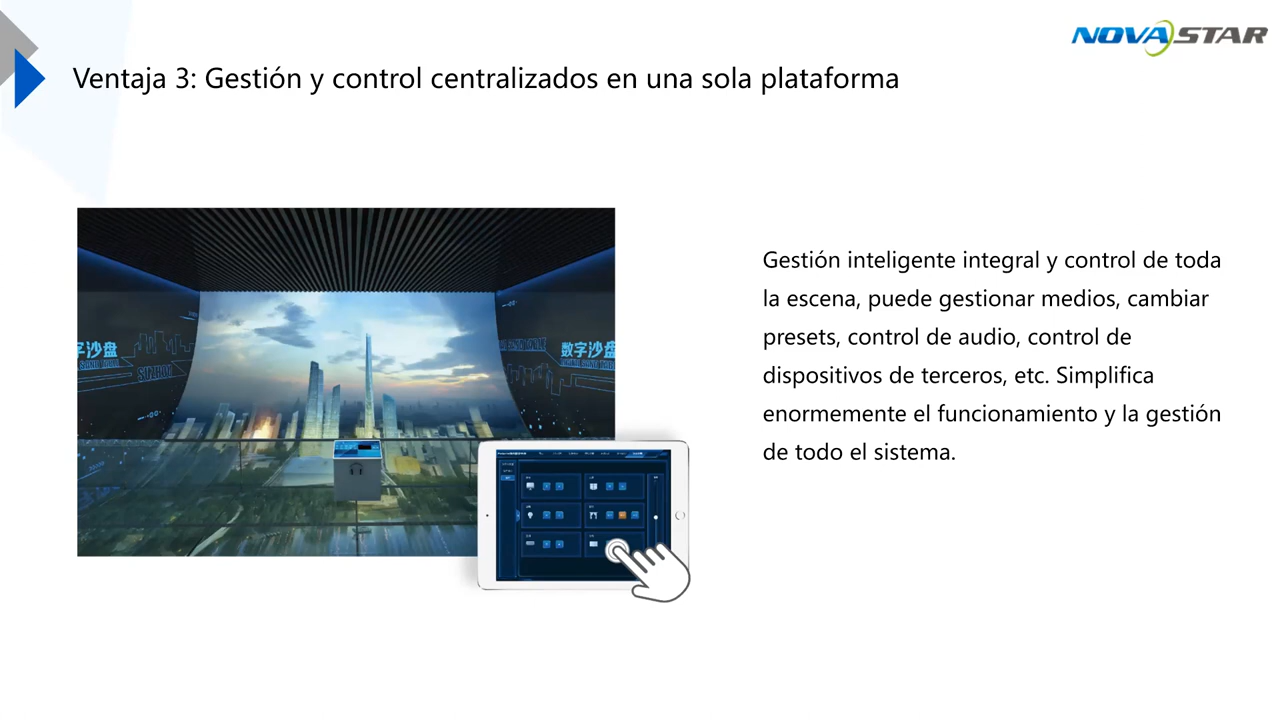 NOVASTAR
Ventaja 3: Gestión y control centralizados en una sola plataforma
Gestión inteligente integral y control de toda
la escena, puede gestionar medios, cambiar
presets, control de audio, control de
dispositivos de terceros, etc. Simplifica
enormemente el funcionamiento y la gestión
de todo el sistema.
字沙盘
数字沙盘